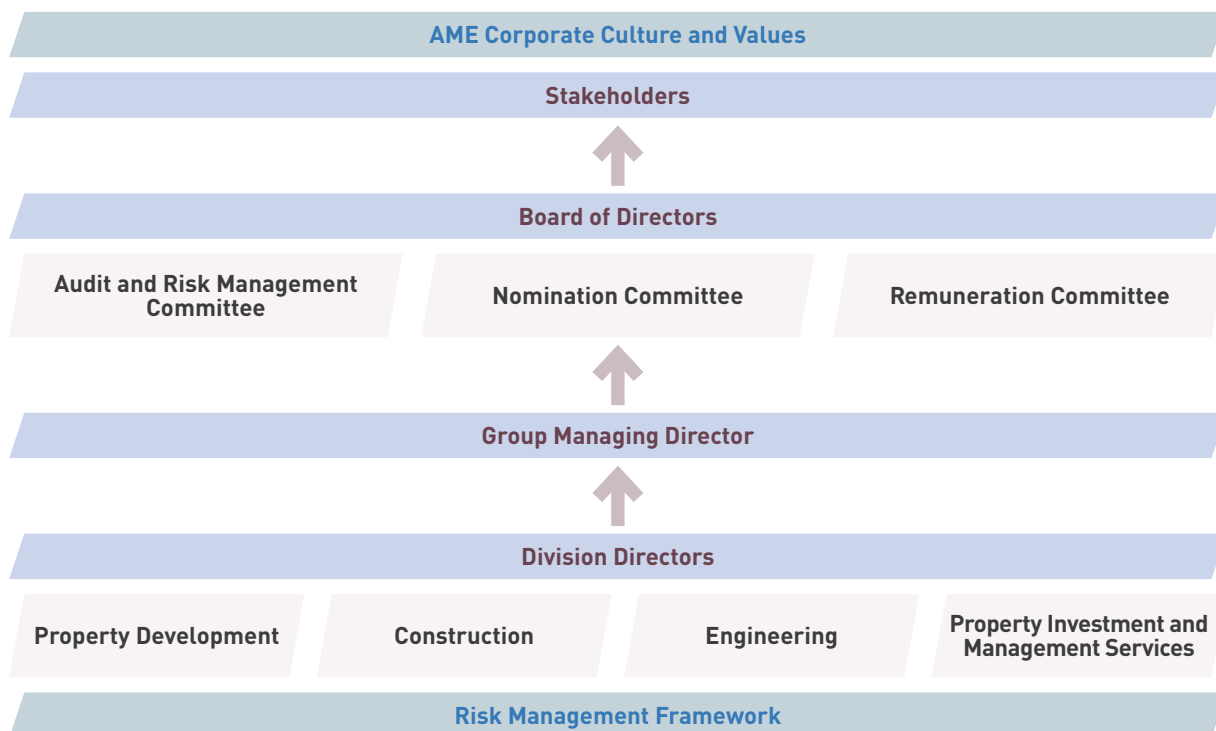 AME Corporate Culture and Values
Stakeholders
Board of Directors
Audit and Risk Management
Committee
Nomination Committee
Remuneration Committee
Group Managing Director
Division Directors
Property Development
Construction
Engineering
Property Investment and
Management Services
Risk Management Framework